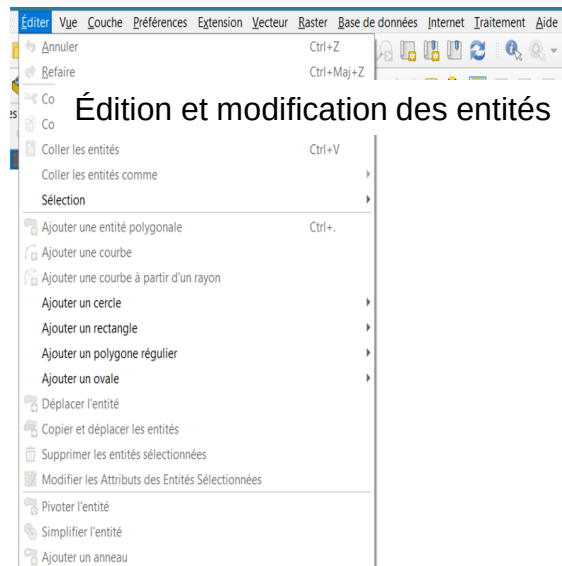 Éditer Vue Couche Préférences Extension Vecteur Raster Base de données Internet Traitement Aide
Annuler Ctrl+Z
Refaire Ctrl+Maj+Z
Co
Édition et modification des entités
Co
Coller les entités Ctrl+V
Coller les entités comme
Sélection
Ajouter une entité polygonale Ctrl+.
Ajouter une courbe
Ajouter une courbe à partir d'un rayon
Ajouter un cercle
Ajouter un rectangle
Ajouter un polygone régulier
Ajouter un ovale
Déplacer l'entité
Copier et déplacer les entités
Supprimer les entités sélectionnées
Modifier les Attributs des Entités Sélectionnées
Pivoter l'entité
Simplifier l'entité
Ajouter un anneau